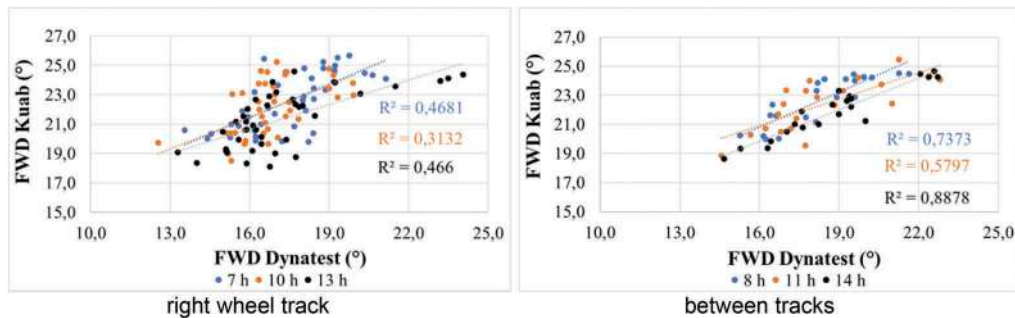 27,0
25,0
23,0
21,0
19,0
17,0
15,0
FWD Kuab (°)
R² = 0,4681
R² = 0,3132
R² = 0,466
10,0 13,0 16,0 19,0 22,0 25,0
FWD Dynatest (°)
7 h 10 h 13 h
right wheel track
27,0
25,0
23,0
21,0
19,0
17,0
15,0
FWD Kuab (°)
R² = 0,7373
R² = 0,5797
R² = 0,8878
10,0 13,0 16,0 19,0 22,0 25,0
FWD Dynatest (°)
8 h 11 h 14 h
between tracks